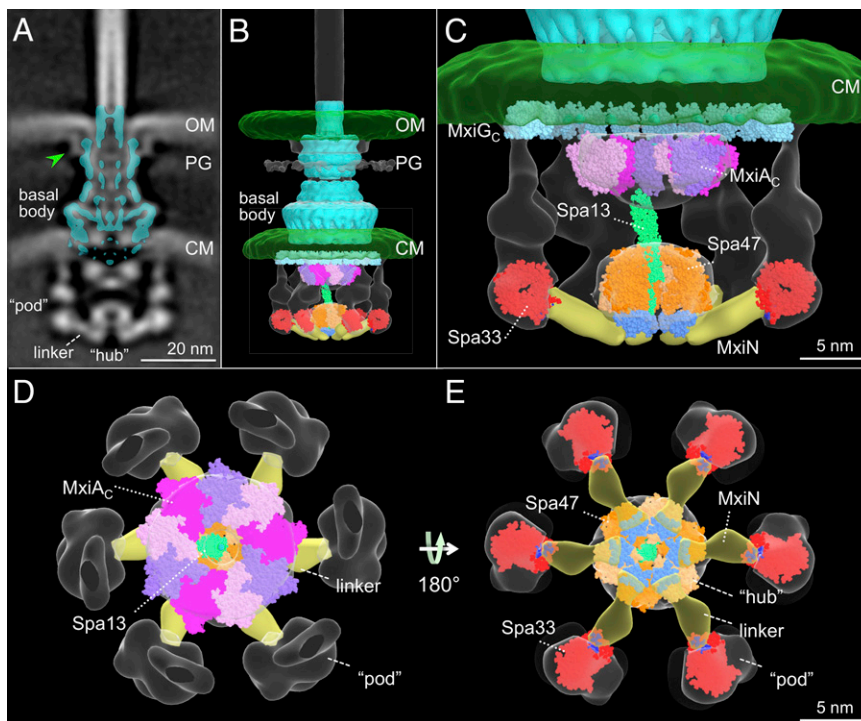 A
OM
PG
basal
body
CM
"pod"
linker
"hub"
20 nm
B
OM
PG
basal
body
CM
C
CM
MxiGC
MxiAC
Spa13
Spa47
Spa33
MxiN
5 nm
D
MxiAC
Spa13
linker
"pod"
180°
E
Spa47
MxiN
"hub"
linker
Spa33
"pod"
5 nm